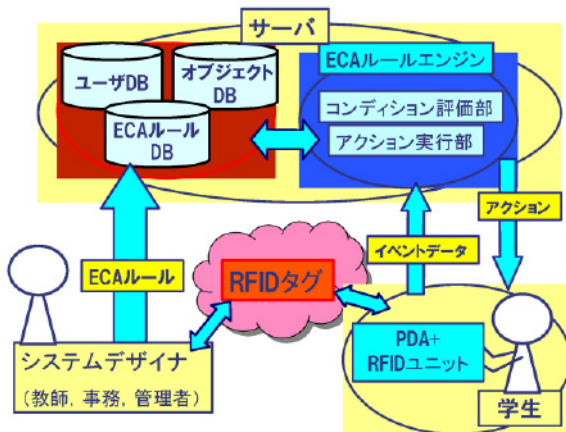 サーバ
ユーザDB
オブジェクト
DB
ECAルール
DB
ECAルールエンジン
コンディション評価部
アクション実行部
アクション
イベントデータ
ECAルール
RFIDタグ
システムデザイナ
(教師, 事務, 管理者)
PDA+
RFIDユニット
学生